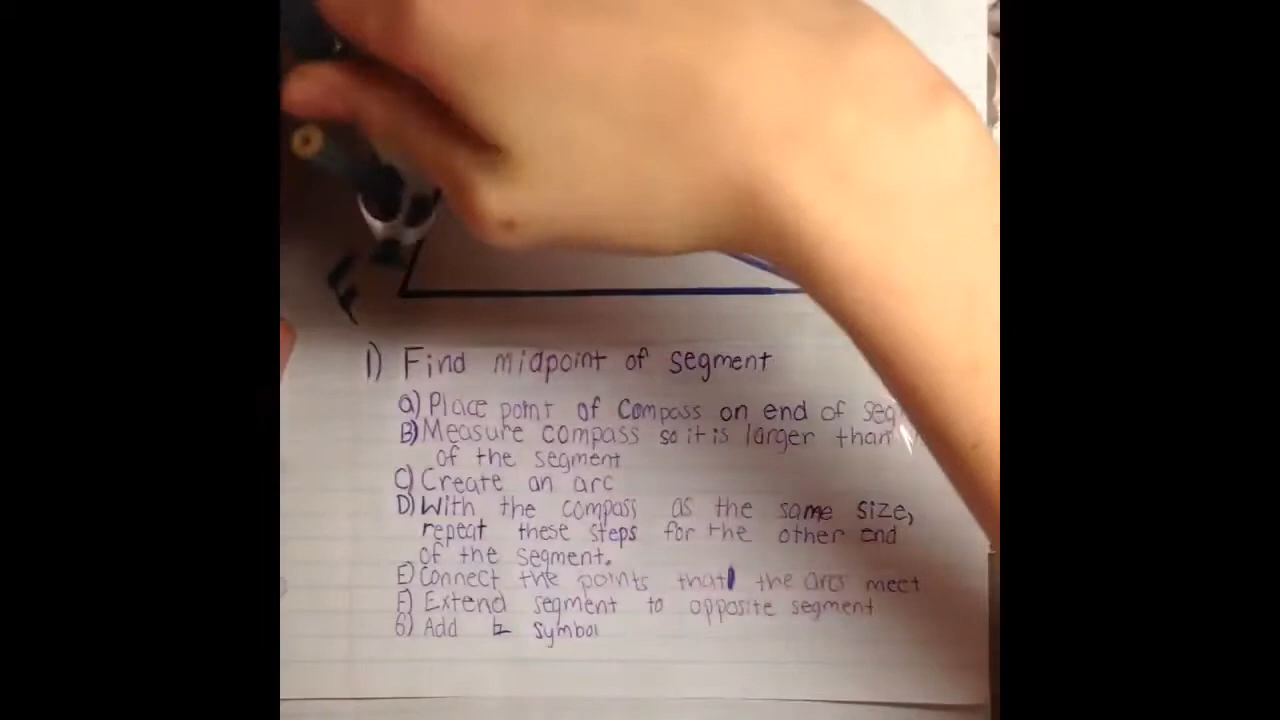 1) Find midpoint of segment
a) Place point of compass on end of seg
B) Measure compass so it is larger than
of the segment
C) Create an arc
D) With the compass as the same size,
repeat these steps for the other end
of the segment.
E) Connect the points that the arcs meet
F) Extend segment to opposite segment
G) Add ⊾ symbol